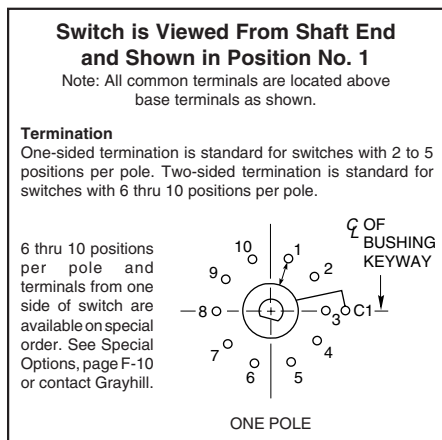 Switch is Viewed From Shaft End
and Shown in Position No. 1
Note: All common terminals are located above
base terminals as shown.
Termination
One-sided termination is standard for switches with 2 to 5
positions per pole. Two-sided termination is standard for
switches with 6 thru 10 positions per pole.
6 thru 10 positions
per pole and
terminals from one
side of switch are
available on special
order. See Special
Options, page F-10
or contact Grayhill.
℄ OF
BUSHING
KEYWAY
10
1
9
2
8
3
C1
7
4
6
5
ONE POLE